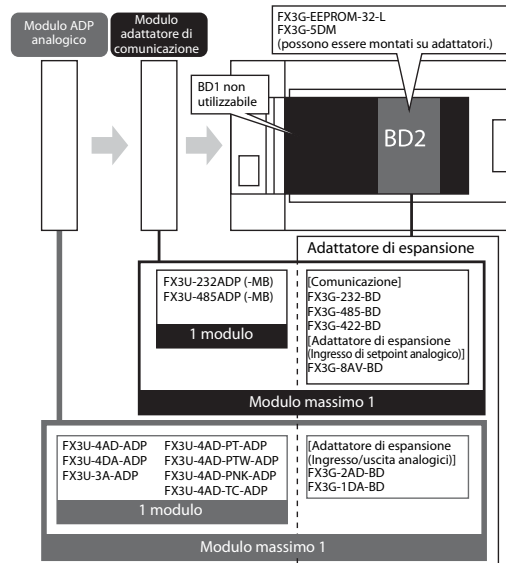 Modulo ADP
analogico
Modulo
adattatore di
comunicazione
FX3G-EEPROM-32-L
FX3G-5DM
(possono essere montati su adattatori.)
BD1 non
utilizzabile
BD2
Adattatore di espansione
FX3U-232ADP (-MB)
FX3U-485ADP (-MB)
1 modulo
[Comunicazione]
FX3G-232-BD
FX3G-485-BD
FX3G-422-BD
[Adattatore di espansione
(Ingresso di setpoint analogico)]
FX3G-8AV-BD
Modulo massimo 1
FX3U-4AD-ADP
FX3U-4DA-ADP
FX3U-3A-ADP
FX3U-4AD-PT-ADP
FX3U-4AD-PTW-ADP
FX3U-4AD-PNK-ADP
FX3U-4AD-TC-ADP
1 modulo
[Adattatore di espansione
(Ingresso/uscita analogici)]
FX3G-2AD-BD
FX3G-1DA-BD
Modulo massimo 1